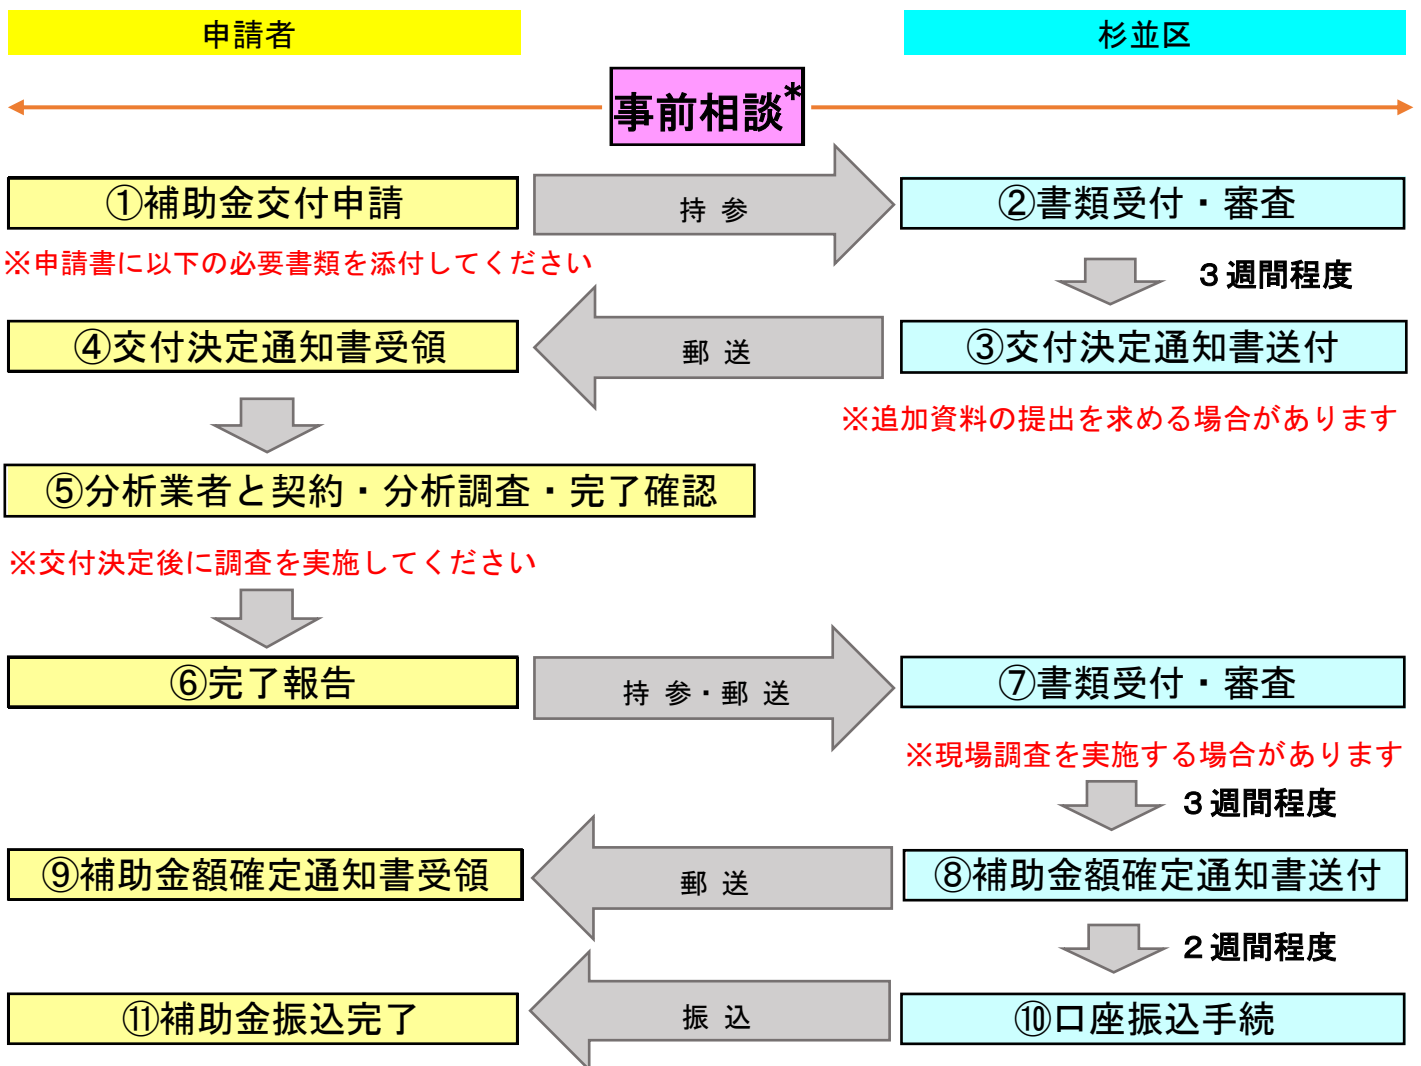 申請者
杉並区
事前相談*
①補助金交付申請
持 参
②書類受付・審査
※申請書に以下の必要書類を添付してください
３週間程度
④交付決定通知書受領
郵 送
③交付決定通知書送付
※追加資料の提出を求める場合があります
⑤分析業者と契約・分析調査・完了確認
※交付決定後に調査を実施してください
⑥完了報告
持 参・郵 送
⑦書類受付・審査
※現場調査を実施する場合があります
３週間程度
⑨補助金額確定通知書受領
郵 送
⑧補助金額確定通知書送付
２週間程度
⑪補助金振込完了
振 込
⑩口座振込手続